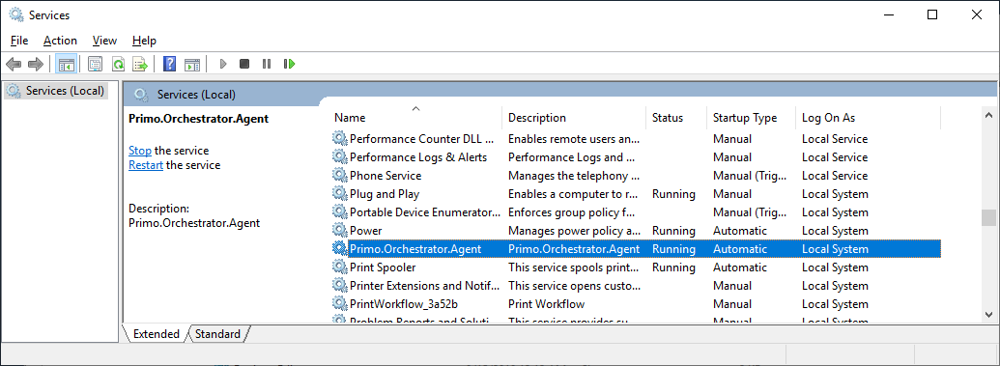 Services
File Action View Help
Services (Local)
Services (Local)
Primo.Orchestrator.Agent
Stop the service
Restart the service
Description:
Primo.Orchestrator.Agent
Name Description Status Startup Type Log On As
Performance Counter DLL ... Enables remote users an... Manual Local Service
Performance Logs & Alerts Performance Logs and ... Manual Local Service
Phone Service Manages the telephony ... Manual (Trig... Local Service
Plug and Play Enables a computer to r... Running Manual Local System
Portable Device Enumerator... Enforces group policy f... Manual (Trig... Local System
Power Manages power policy a... Running Automatic Local System
Primo.Orchestrator.Agent Primo.Orchestrator.Agent Running Automatic Local System
Print Spooler This service spools print... Running Automatic Local System
Printer Extensions and Notif... This service opens custo... Manual Local System
PrintWorkflow_3a52b Print Workflow Manual Local System
Problem Reports and Soluti... This service provides su... Manual Local System
Extended Standard